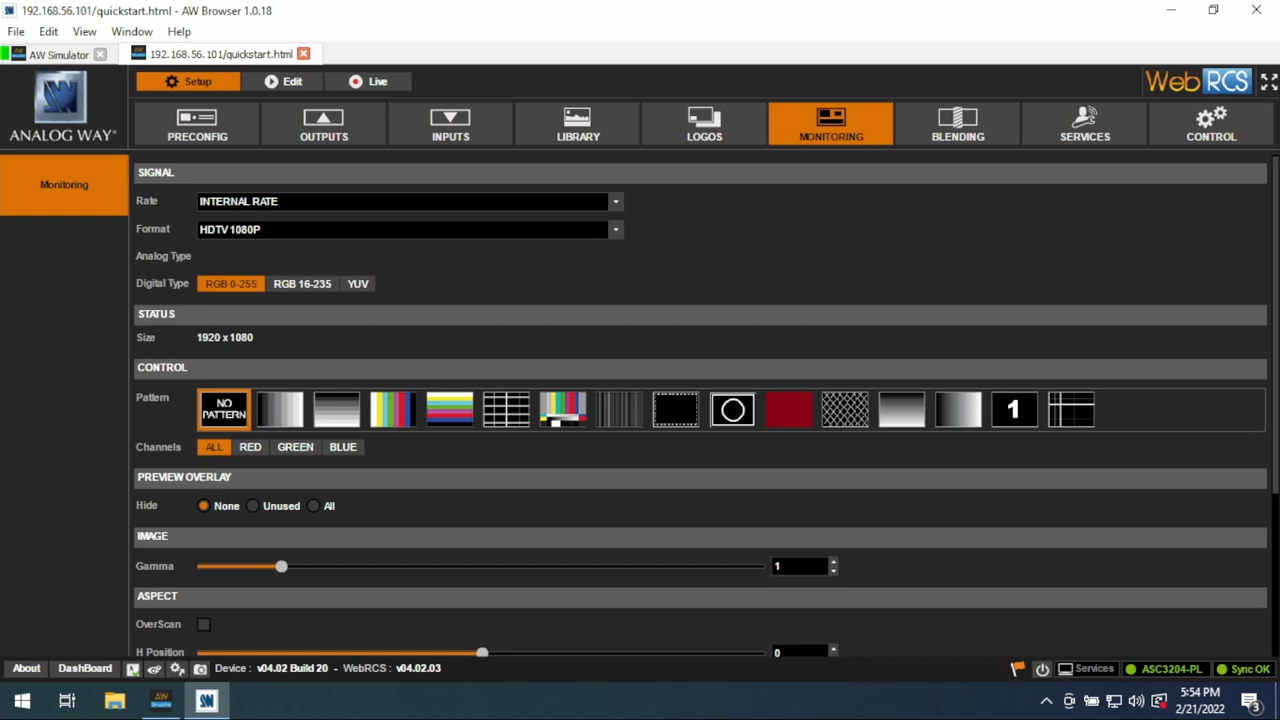 192.168.56.101/quickstart.html - AW Browser 1.0.18
File Edit View Window Help
AW Simulator 192.168.56.101/quickstart.html
Setup Edit Live
Web RCS
ANALOG WAY®
PRECONFIG OUTPUTS INPUTS LIBRARY LOGOS MONITORING BLENDING SERVICES CONTROL
Monitoring
SIGNAL
Rate INTERNAL RATE
Format HDTV 1080P
Analog Type
Digital Type RGB 0-255 RGB 16-235 YUV
STATUS
Size 1920 x 1080
CONTROL
Pattern NO PATTERN 1
Channels ALL RED GREEN BLUE
PREVIEW OVERLAY
Hide None Unused All
IMAGE
Gamma 1
ASPECT
OverScan
H Position 0
About DashBoard Device : v04.02 Build 20 - WebRCS : v04.02.03 Services ASC3204-PL Sync OK
5:54 PM
2/21/2022
3